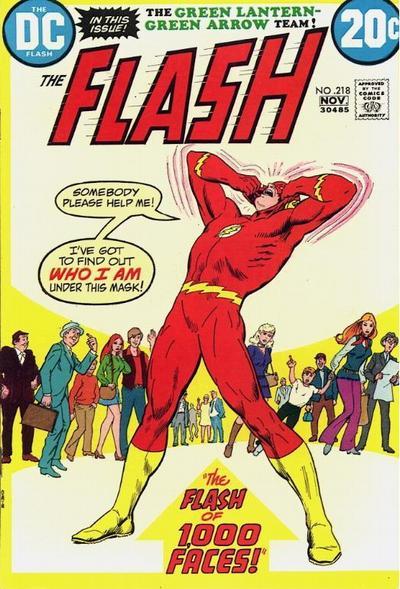 THE
DC
FLASH
IN THIS
ISSUE!
THE GREEN LANTERN-
GREEN ARROW TEAM!
20¢
THE FLASH
NO. 218
NOV.
30485
APPROVED
BY THE
COMICS
CODE
AUTHORITY
SOMEBODY
PLEASE HELP ME!
I'VE GOT
TO FIND OUT
WHO I AM
UNDER THIS MASK!
"The
FLASH
OF
1,000
FACES!"